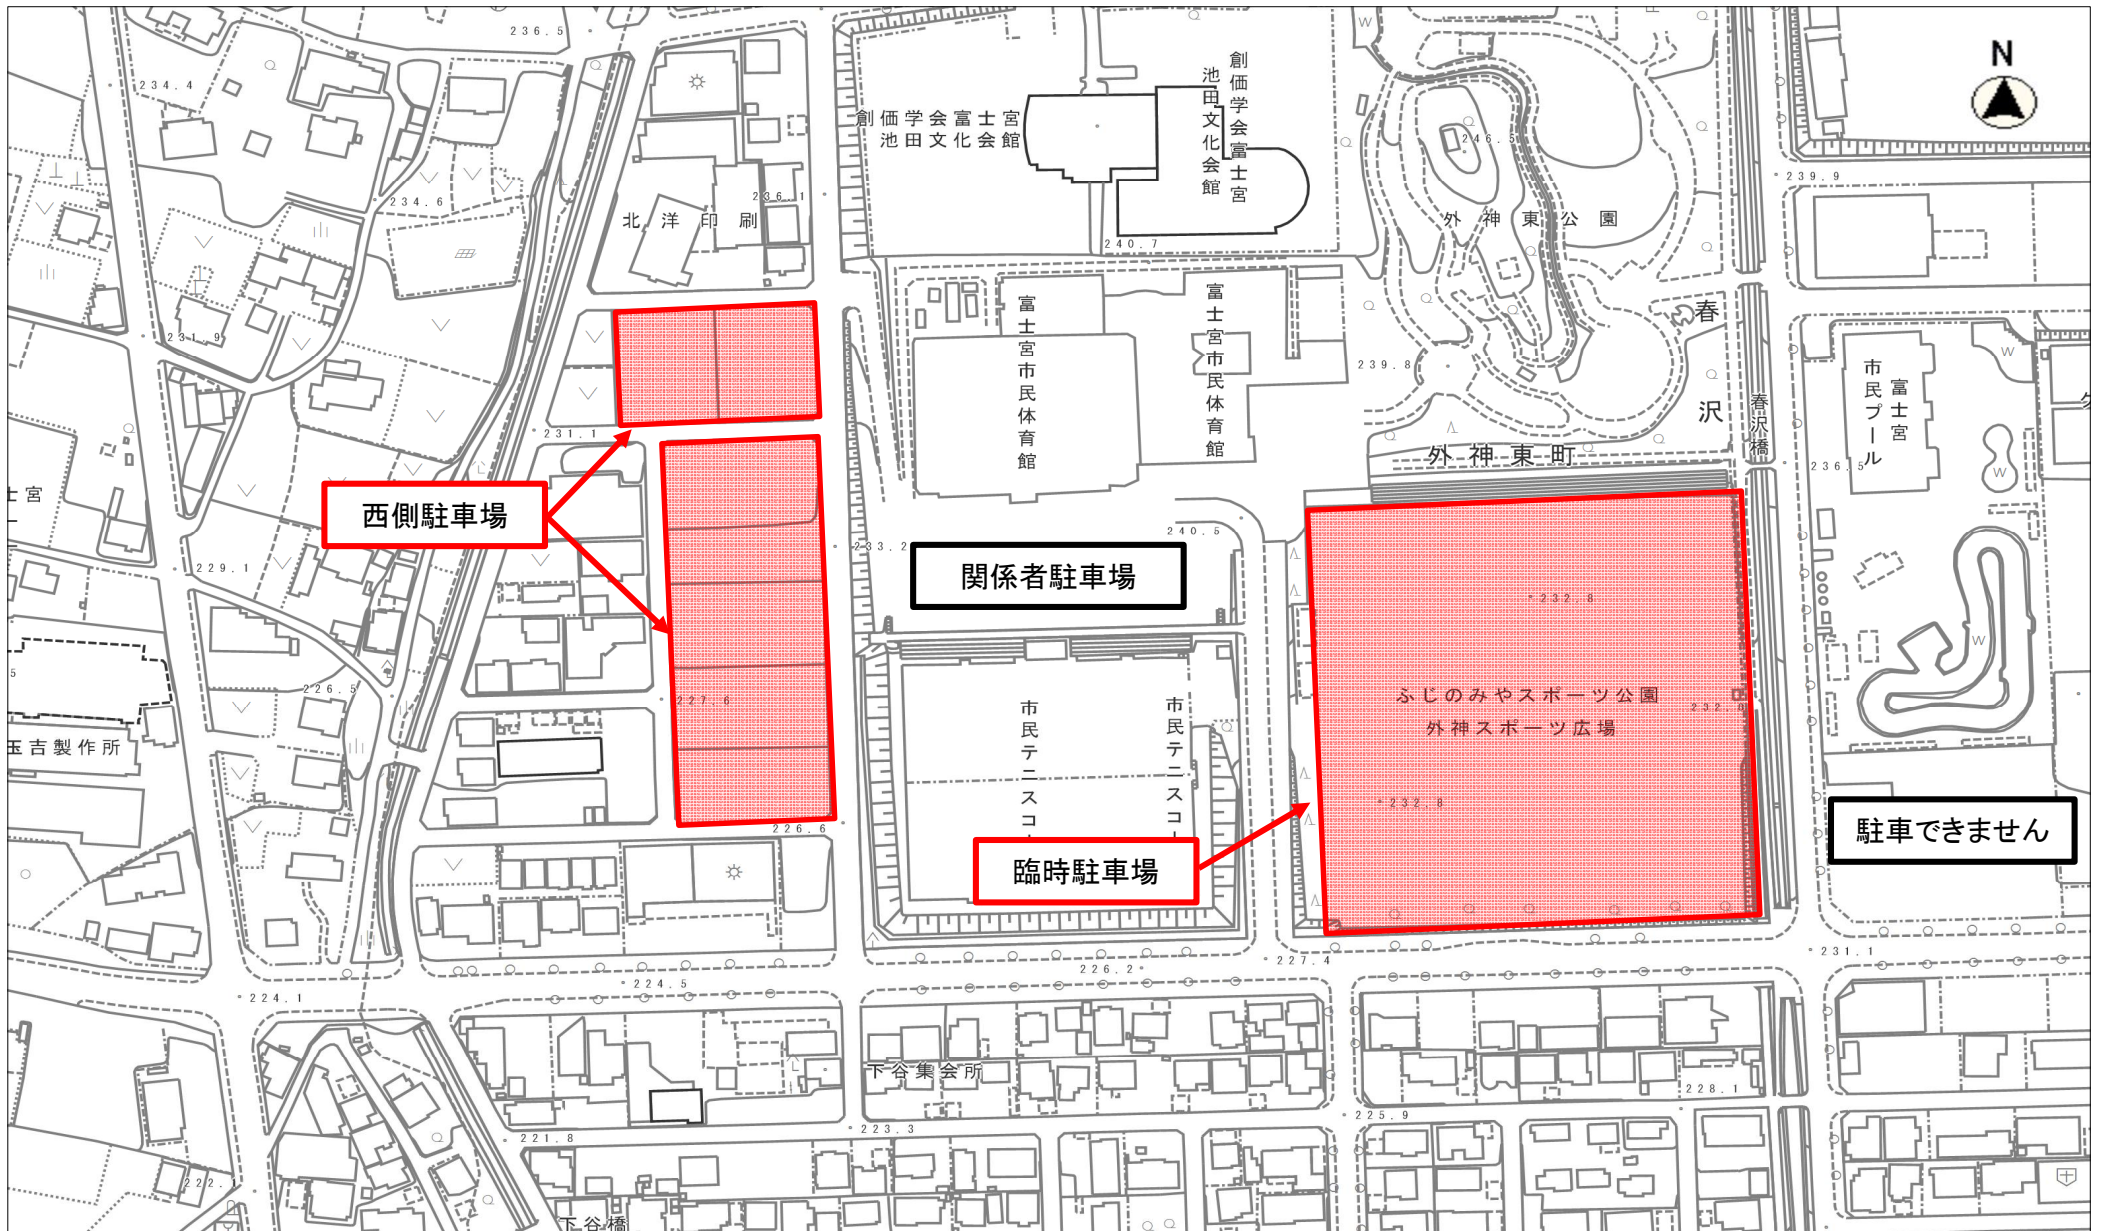 N
236.5
234.4
創価学会富士宮
池田文化会館
創価学会富士宮
池田文化会館
246.5
239.9
234.6
236.1
北洋印刷
外神東公園
240.7
春沢
富士宮市民体育館
富士宮市民体育館
231.9
239.8
富士宮
市民プール
春沢橋
231.1
外神東町
236.5
士宮
西側駐車場
240.5
233.2
関係者駐車場
229.1
232.8
226.5
227.6
ふじのみやスポーツ公園
外神スポーツ広場
232.8
市民テニスコー
市民テニスコー
玉吉製作所
232.8
226.6
駐車できません
臨時駐車場
231.1
226.2
227.4
224.5
224.1
下谷集会所
228.1
225.9
223.3
221.8
222.1
下谷橋